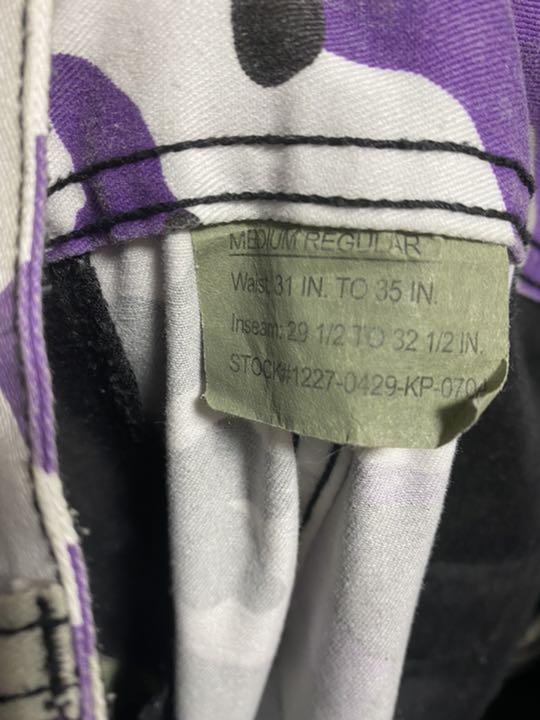 MEDIUM REGULAR
Waist 31 IN. TO 35 IN.
Inseam: 29 1/2 TO 32 1/2 IN.
STOCK#1227-0429-KP-0704